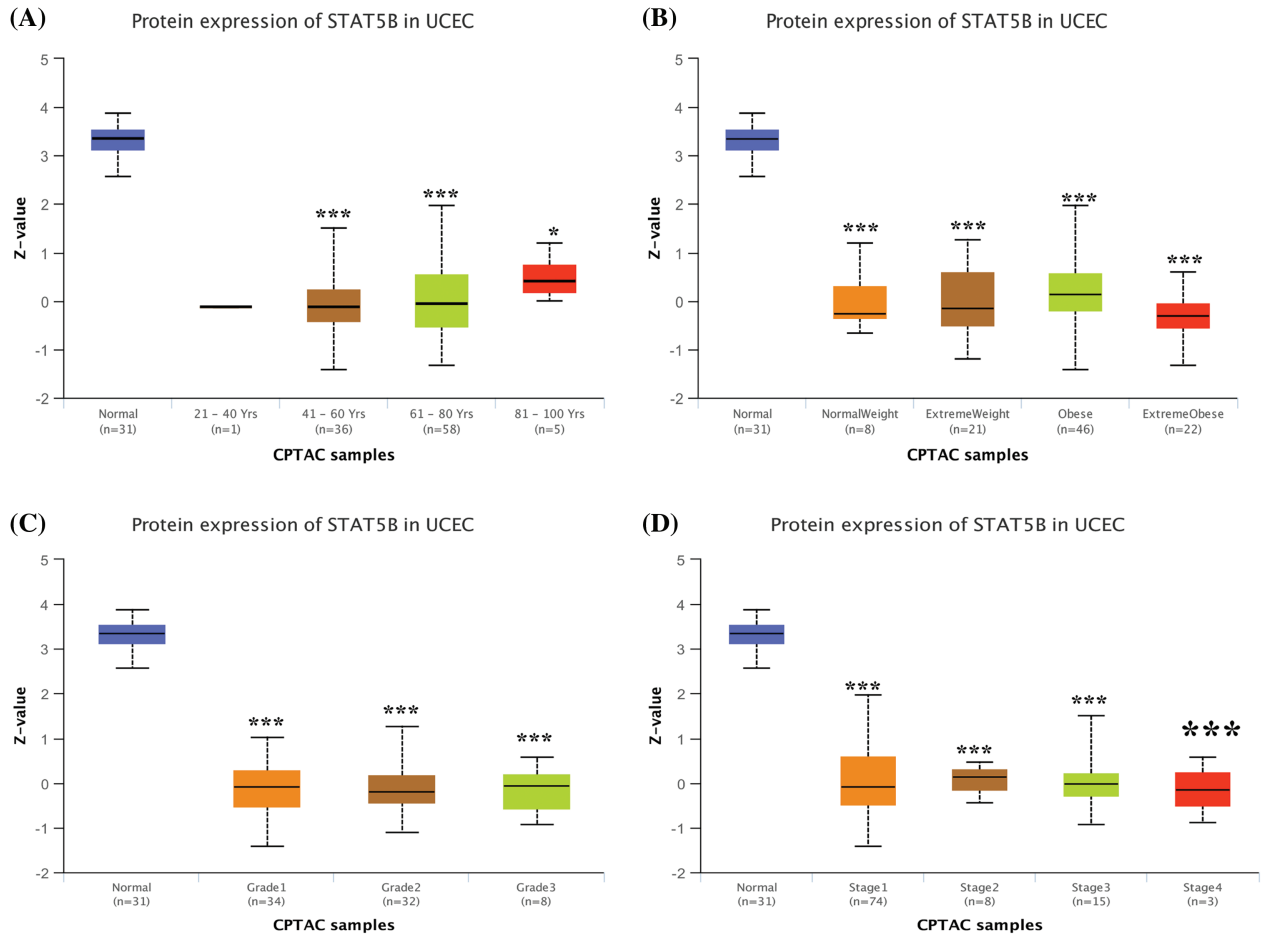 (A)
Protein expression of STAT5B in UCEC
5
4
3
2
1
0
-1
-2
Z-value
***
***
*
Normal
(n=31)
21 – 40 Yrs
(n=1)
41 – 60 Yrs
(n=36)
61 – 80 Yrs
(n=58)
81 – 100 Yrs
(n=5)
CPTAC samples
(B)
Protein expression of STAT5B in UCEC
5
4
3
2
1
0
-1
-2
Z-value
***
***
***
***
Normal
(n=31)
NormalWeight
(n=8)
ExtremeWeight
(n=21)
Obese
(n=46)
ExtremeObese
(n=22)
CPTAC samples
(C)
Protein expression of STAT5B in UCEC
5
4
3
2
1
0
-1
-2
Z-value
***
***
***
Normal
(n=31)
Grade1
(n=34)
Grade2
(n=32)
Grade3
(n=8)
CPTAC samples
(D)
Protein expression of STAT5B in UCEC
5
4
3
2
1
0
-1
-2
Z-value
***
***
***
***
Normal
(n=31)
Stage1
(n=74)
Stage2
(n=8)
Stage3
(n=15)
Stage4
(n=3)
CPTAC samples